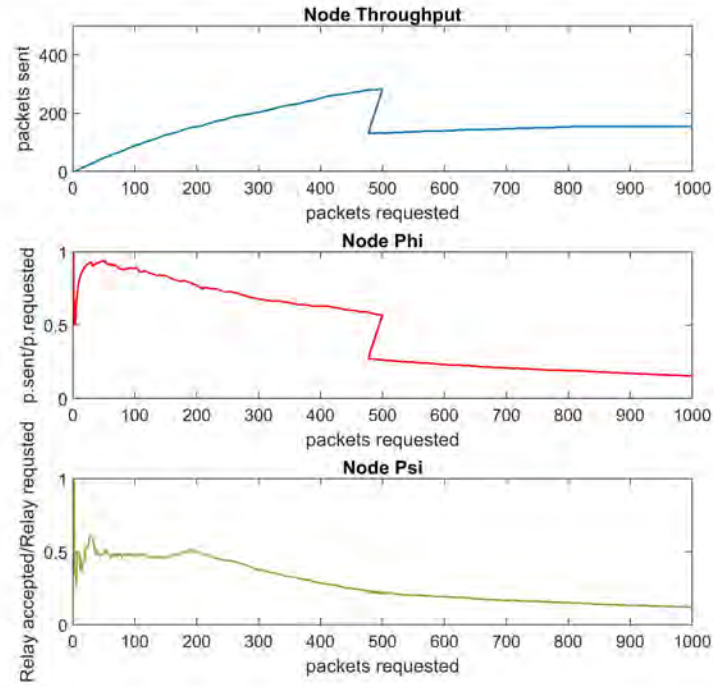 Node Throughput
400
200
0
packets sent
0 100 200 300 400 500 600 700 800 900 1000
packets requested
Node Phi
1
0.5
0
p.sent/p.requested
0 100 200 300 400 500 600 700 800 900 1000
packets requested
Node Psi
1
0.5
0
Relay accepted/Relay requsted
0 100 200 300 400 500 600 700 800 900 1000
packets requested